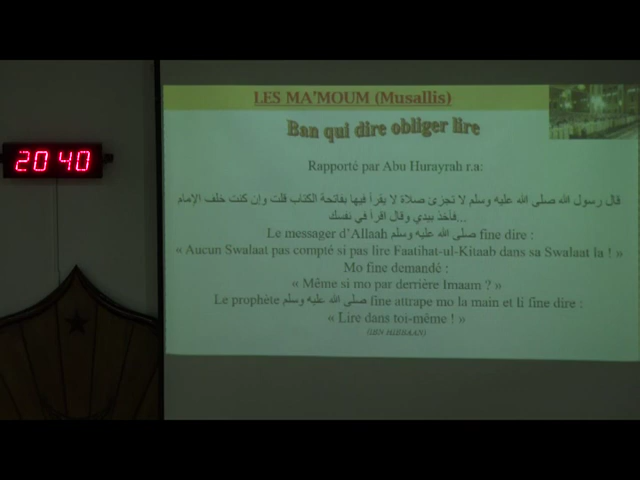 LES MA'MOUM (Musallis)
Ban qui dire obliger lire
20 40
Rapporté par Abu Hurayrah r.a:
قال رسول الله صلى الله عليه وسلم لا تجزئ صلاة لا يقرأ فيها بفاتحة الكتاب قلت وإن كنت خلف الإمام
فأخذ بيدي وقال اقرأ في نفسك...
Le messager d'Allaah صلى الله عليه وسلم fine dire :
« Aucun Swalaat pas compté si pas lire Faatihat-ul-Kitaab dans sa Swalaat la ! »
Mo fine demandé :
« Même si mo par derrière Imaam ? »
Le prophète صلى الله عليه وسلم fine attrape mo la main et li fine dire :
« Lire dans toi-même ! »
(IBN HIBBAAN)